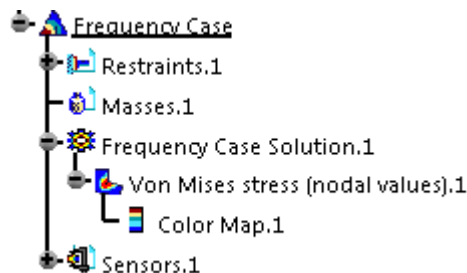 Frequency Case
Restraints.1
Masses.1
Frequency Case Solution.1
Von Mises stress (nodal values).1
Color Map.1
Sensors.1